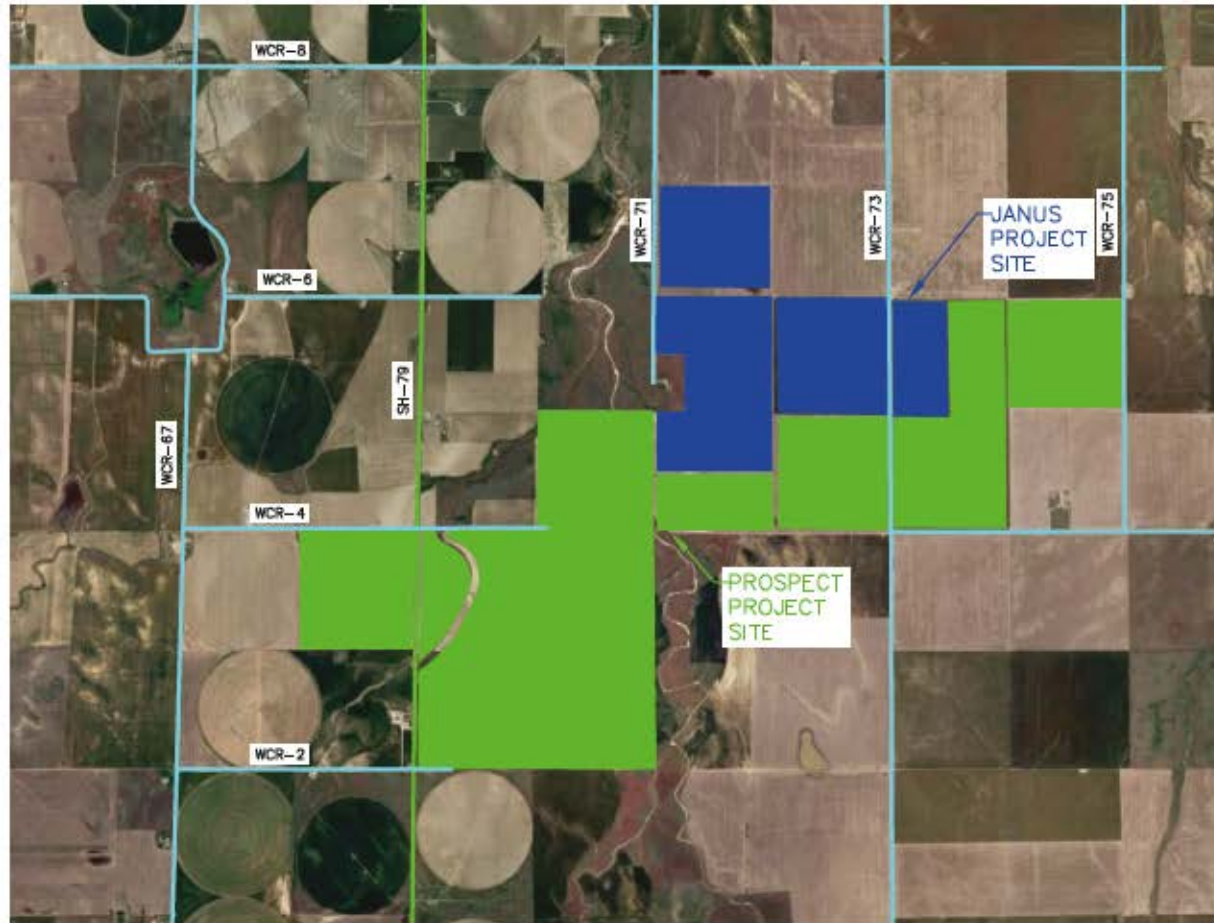 WCR-8
WCR-71
WCR-73
WCR-75
JANUS
PROJECT
SITE
WCR-6
SH-79
WCR-67
WCR-4
PROSPECT
PROJECT
SITE
WCR-2